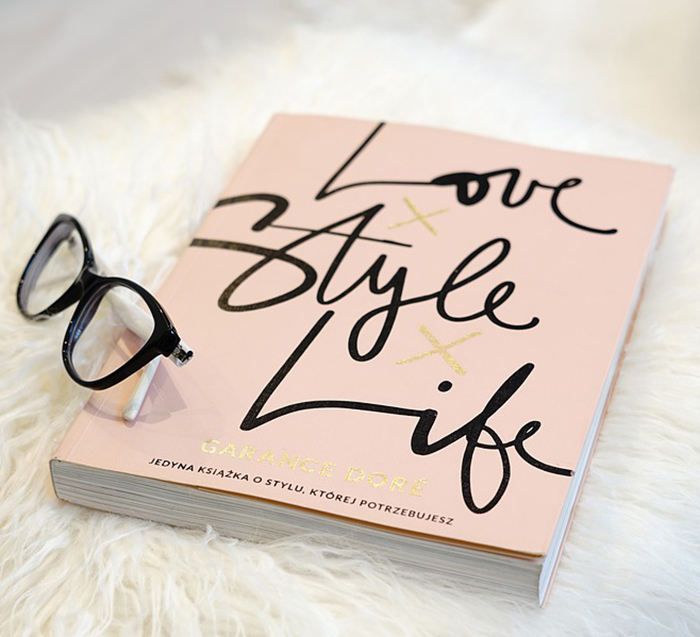 Love
x
Style
x
Life
GARANCE DORÉ
JEDYNA KSIĄŻKA O STYLU, KTÓREJ POTRZEBUJESZ